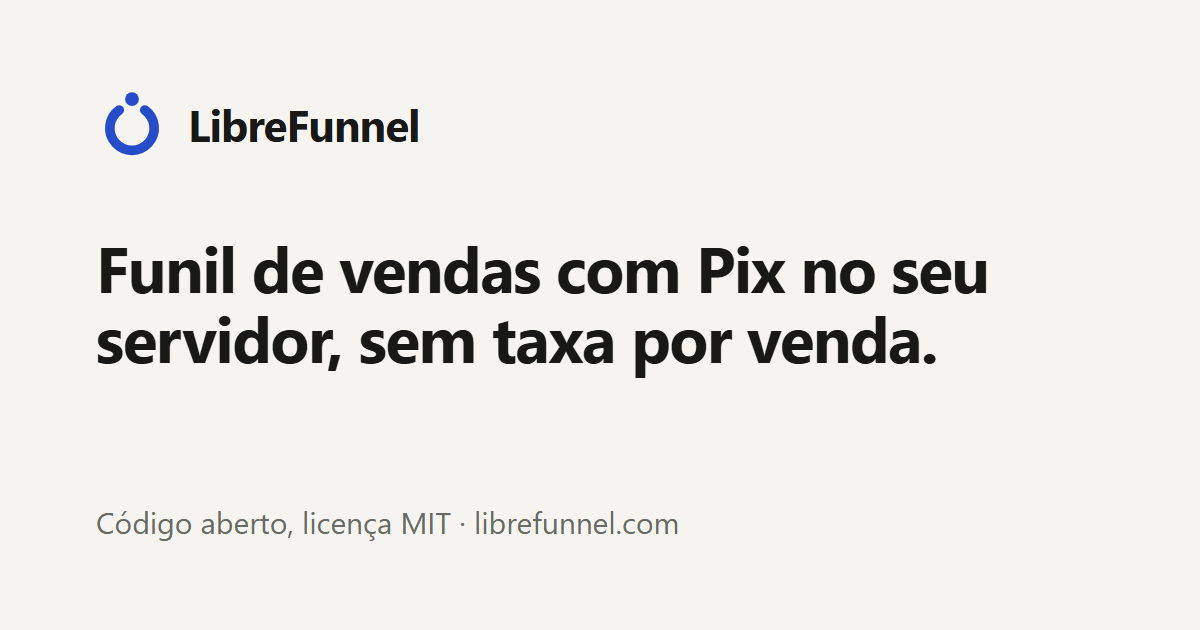 LibreFunnel
Funil de vendas com Pix no seu
servidor, sem taxa por venda.
Código aberto, licença MIT · librefunnel.com